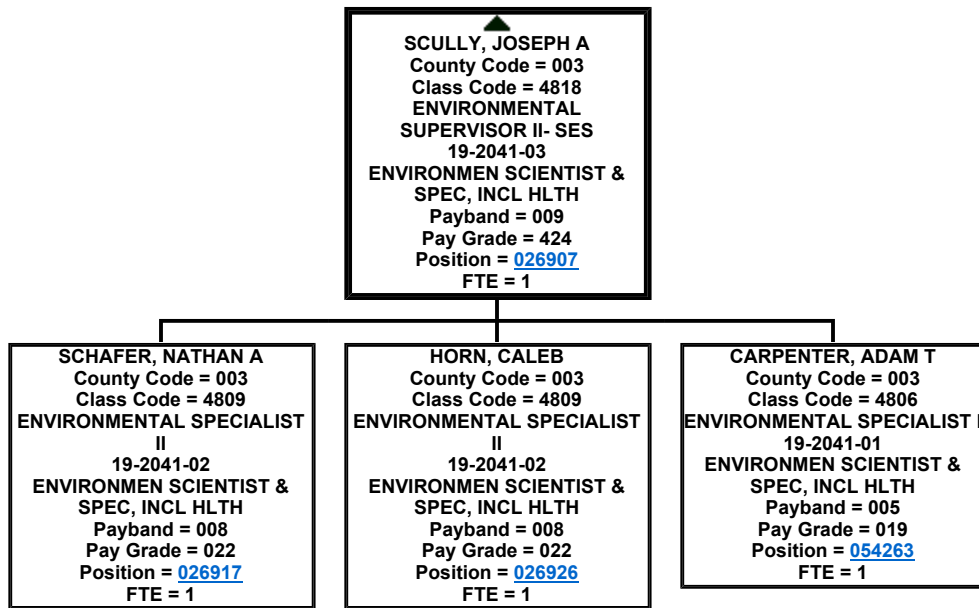 SCULLY, JOSEPH A
County Code = 003
Class Code = 4818
ENVIRONMENTAL
SUPERVISOR II- SES
19-2041-03
ENVIRONMEN SCIENTIST &
SPEC, INCL HLTH
Payband = 009
Pay Grade = 424
Position = 026907
FTE = 1
SCHAFER, NATHAN A
County Code = 003
Class Code = 4809
ENVIRONMENTAL SPECIALIST
II
19-2041-02
ENVIRONMEN SCIENTIST &
SPEC, INCL HLTH
Payband = 008
Pay Grade = 022
Position = 026917
FTE = 1
HORN, CALEB
County Code = 003
Class Code = 4809
ENVIRONMENTAL SPECIALIST
II
19-2041-02
ENVIRONMEN SCIENTIST &
SPEC, INCL HLTH
Payband = 008
Pay Grade = 022
Position = 026926
FTE = 1
CARPENTER, ADAM T
County Code = 003
Class Code = 4806
ENVIRONMENTAL SPECIALIST I
19-2041-01
ENVIRONMEN SCIENTIST &
SPEC, INCL HLTH
Payband = 005
Pay Grade = 019
Position = 054263
FTE = 1